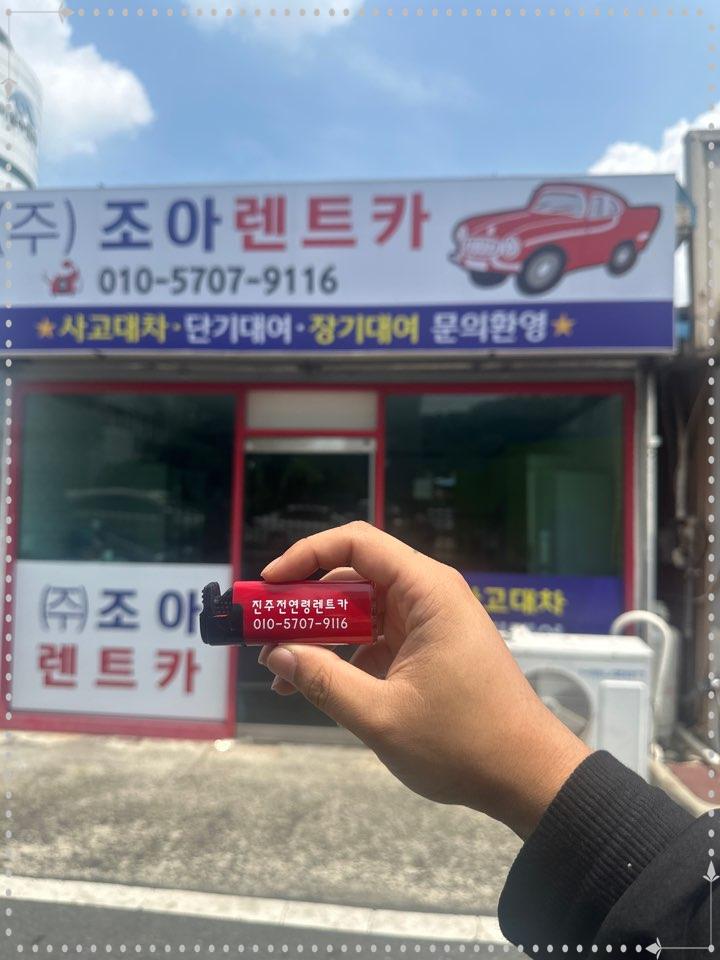 (주) 조아렌트카
010-5707-9116
★사고대차·단기대여·장기대여 문의환영★
㈜조아
렌트카
진주전연령렌트카
010-5707-9116
사고대차